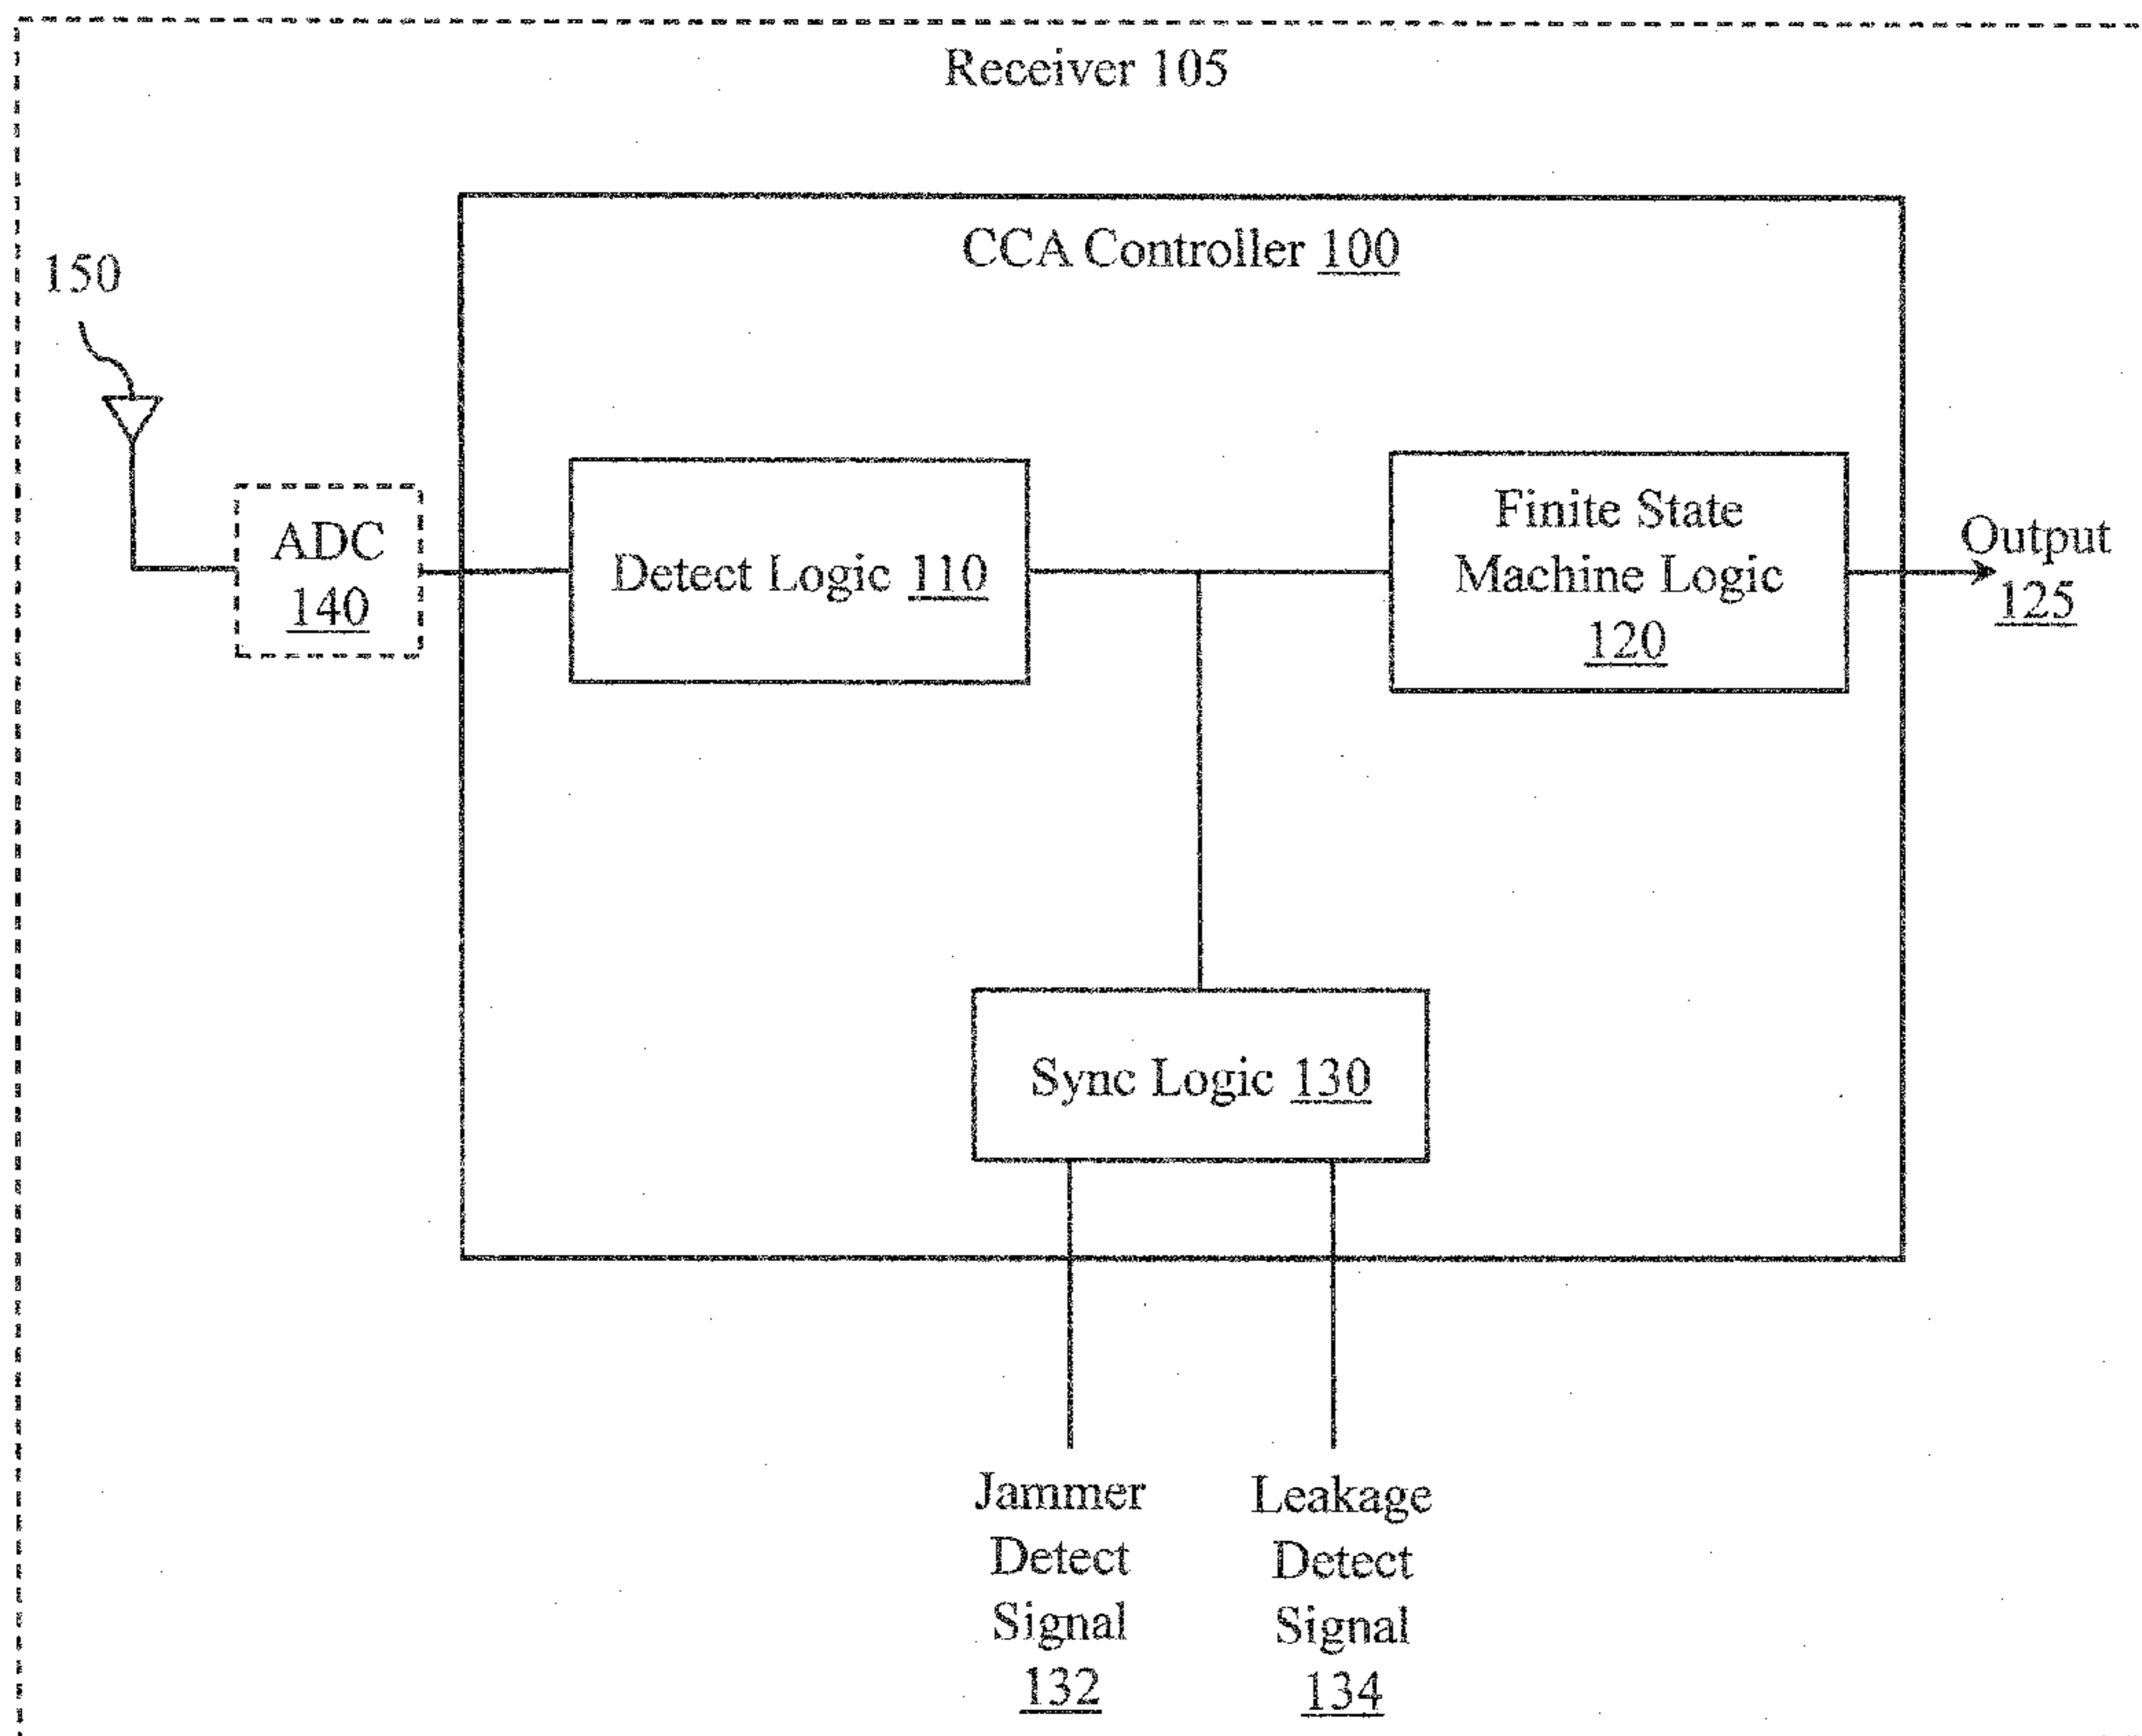 Receiver 105
CCA Controller 100
150
ADC
140
Detect Logic 110
Finite State
Machine Logic
120
Output
125
Sync Logic 130
Jammer
Detect
Signal
132
Leakage
Detect
Signal
134